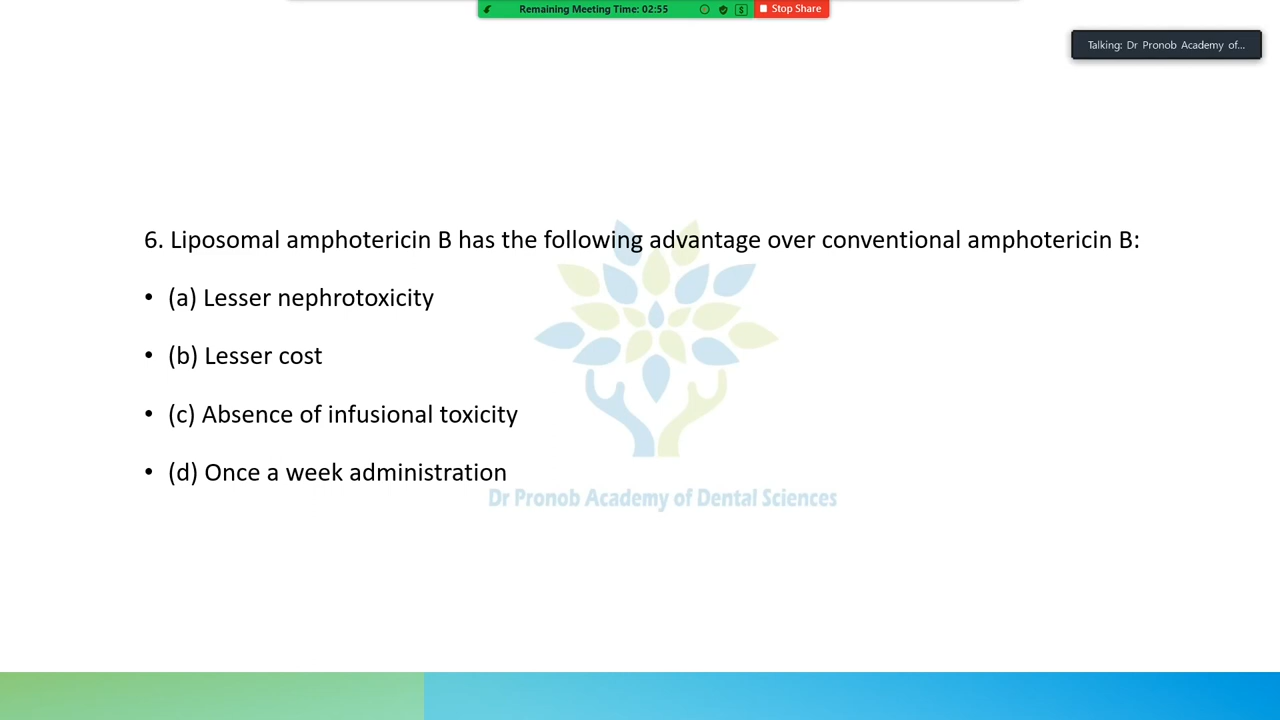 Remaining Meeting Time: 02:55
Stop Share
Talking: Dr Pronob Academy of...
6. Liposomal amphotericin B has the following advantage over conventional amphotericin B:
• (a) Lesser nephrotoxicity
• (b) Lesser cost
• (c) Absence of infusional toxicity
• (d) Once a week administration
Dr Pronob Academy of Dental Sciences